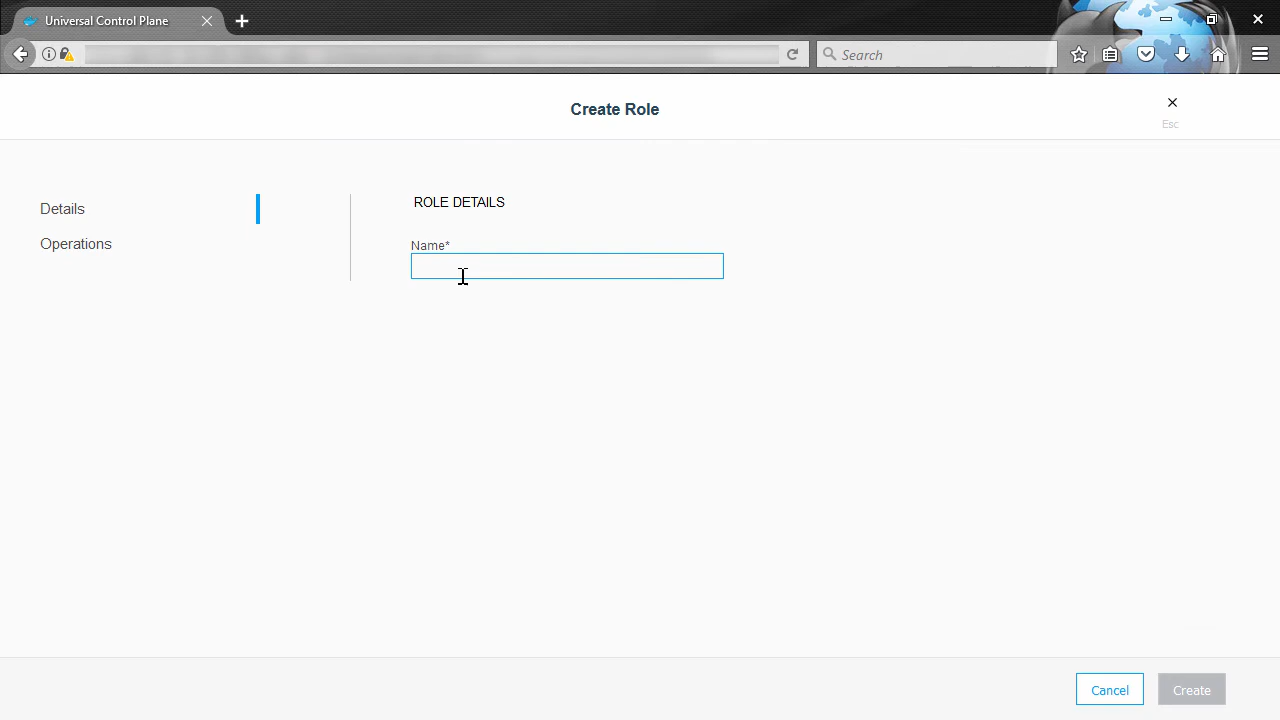 Universal Control Plane
Search
Create Role
Esc
Details
Operations
ROLE DETAILS
Name*
Cancel
Create